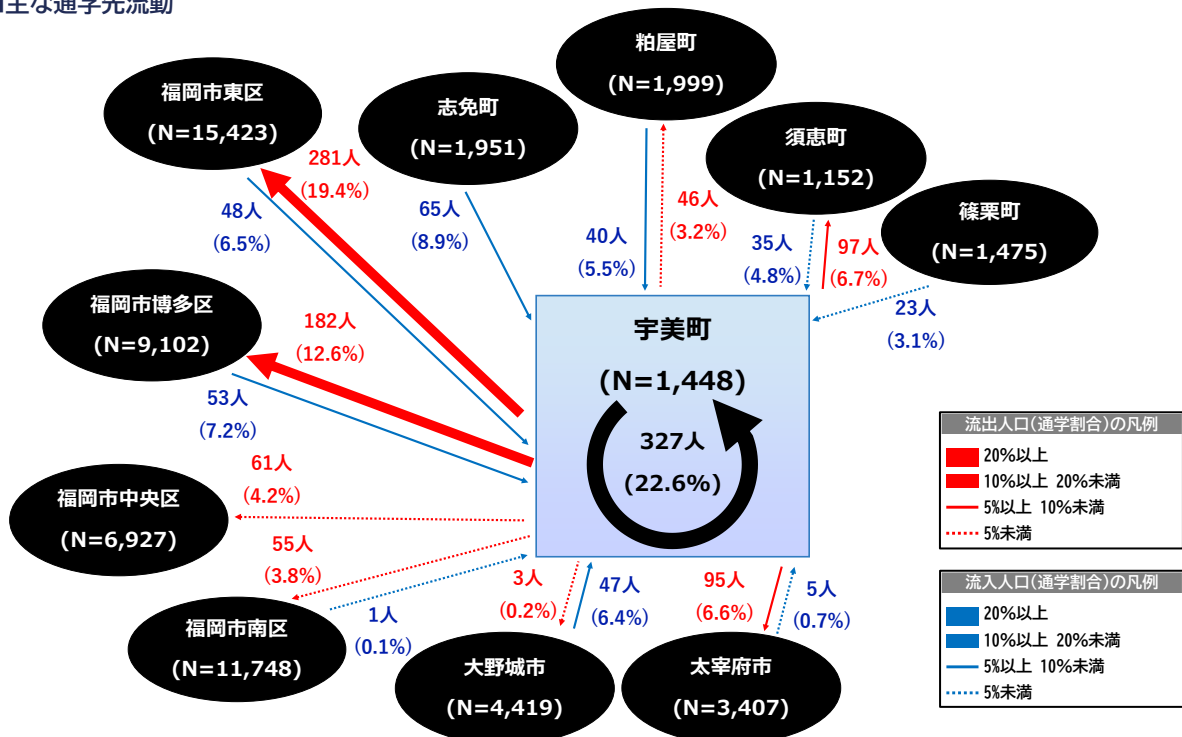 主な通学先流動
粕屋町
(N=1,999)
福岡市東区
(N=15,423)
志免町
(N=1,951)
須恵町
(N=1,152)
篠栗町
(N=1,475)
281人
(19.4%)
48人
(6.5%)
65人
(8.9%)
40人
(5.5%)
46人
(3.2%)
35人
(4.8%)
97人
(6.7%)
23人
(3.1%)
福岡市博多区
(N=9,102)
182人
(12.6%)
53人
(7.2%)
宇美町
(N=1,448)
327人
(22.6%)
61人
(4.2%)
福岡市中央区
(N=6,927)
55人
(3.8%)
福岡市南区
(N=11,748)
1人
(0.1%)
3人
(0.2%)
47人
(6.4%)
95人
(6.6%)
5人
(0.7%)
大野城市
(N=4,419)
太宰府市
(N=3,407)
流出人口(通学割合)の凡例
20%以上
10%以上 20%未満
5%以上 10%未満
5%未満
流入人口(通学割合)の凡例
20%以上
10%以上 20%未満
5%以上 10%未満
5%未満